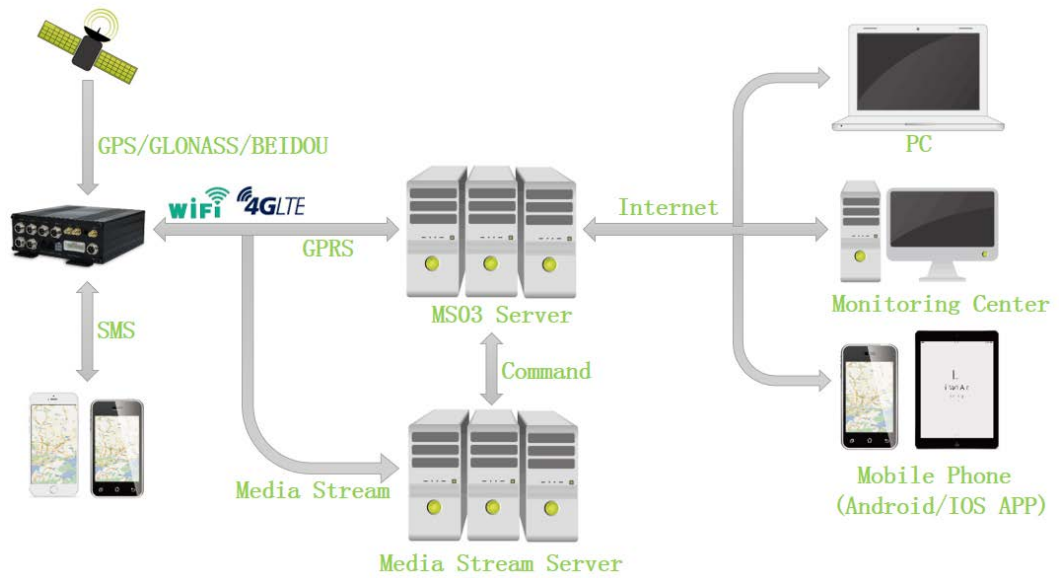 GPS/GLONASS/BEIDOU
WiFi 4GLTE
GPRS
SMS
MS03 Server
Internet
PC
Monitoring Center
Command
Media Stream
Media Stream Server
Mobile Phone
(Android/IOS APP)